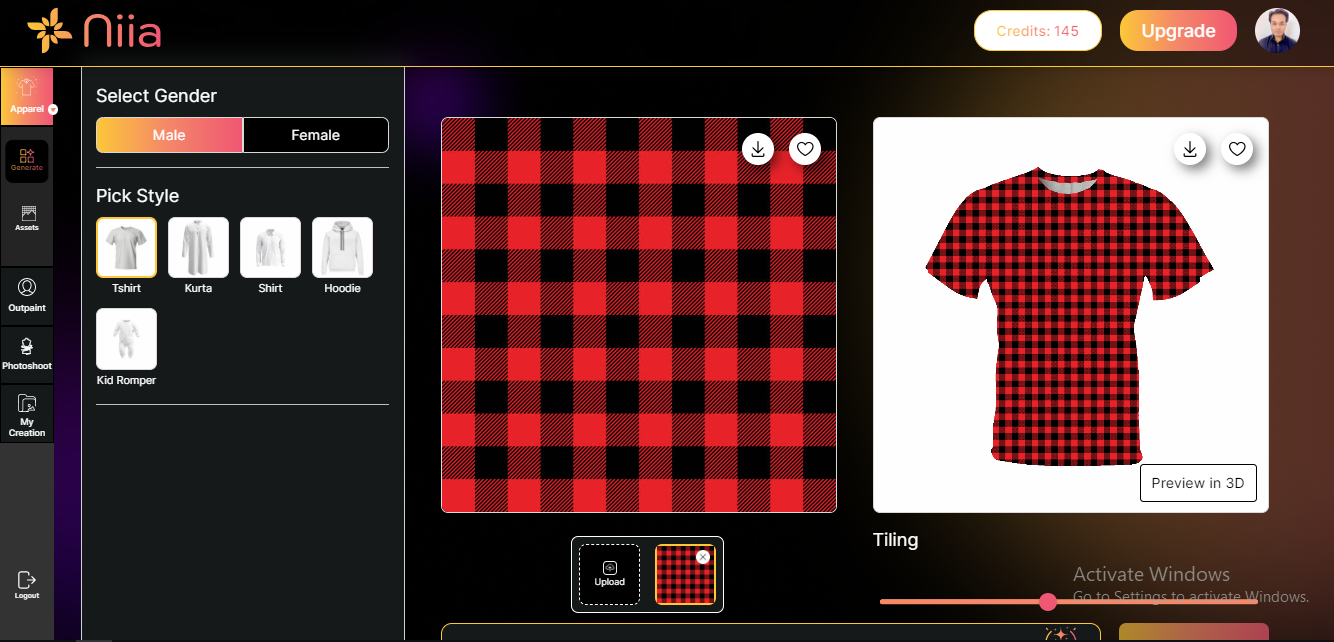 Niia
Credits: 145
Upgrade
Apparel
Generate
Assets
Outpaint
Photoshoot
My
Creation
Logout
Select Gender
Male
Female
Pick Style
Tshirt
Kurta
Shirt
Hoodie
Kid Romper
Upload
Preview in 3D
Tiling
Activate Windows
Go to Settings to activate Windows.